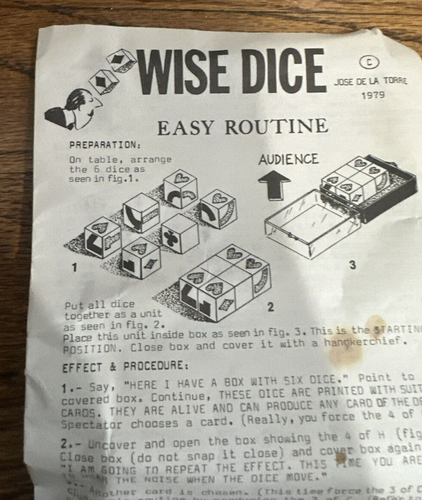 WISE DICE
©
JOSE DE LA TORRE
1979
EASY ROUTINE
PREPARATION:
On table, arrange
the 6 dice as
seen in fig.1.
AUDIENCE
1
2
3
Put all dice
together as a unit
as seen in fig. 2.
Place this unit inside box as seen in fig. 3. This is the STARTIN
POSITION. Close box and cover it with a handkerchief.
EFFECT & PROCEDURE:
1.- Say, "HERE I HAVE A BOX WITH SIX DICE." Point to
covered box. Continue, THESE DICE ARE PRINTED WITH SUIT
CARDS. THEY ARE ALIVE AND CAN PRODUCE ANY CARD OF THE DE
Spectator chooses a card. (Really, you force the 4 of
2.- Uncover and open the box showing the 4 of H (fig
Close box (do not snap it close) and cover box again
"I AM GOING TO REPEAT THE EFFECT. THIS TIME YOU ARE
THE NOISE WHEN THE DICE MOVE."
Another card is chosen. (This time force the 3 of C